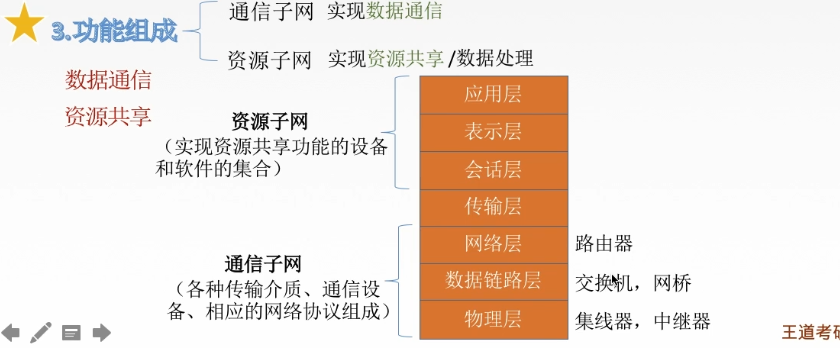 通信子网 实现数据通信
3.功能组成
资源子网 实现资源共享/数据处理
数据通信
资源共享
资源子网
(实现资源共享功能的设备
和软件的集合)
应用层
表示层
会话层
传输层
网络层 路由器
数据链路层 交换机，网桥
物理层 集线器，中继器
通信子网
(各种传输介质、通信设
备、相应的网络协议组成)
王道考